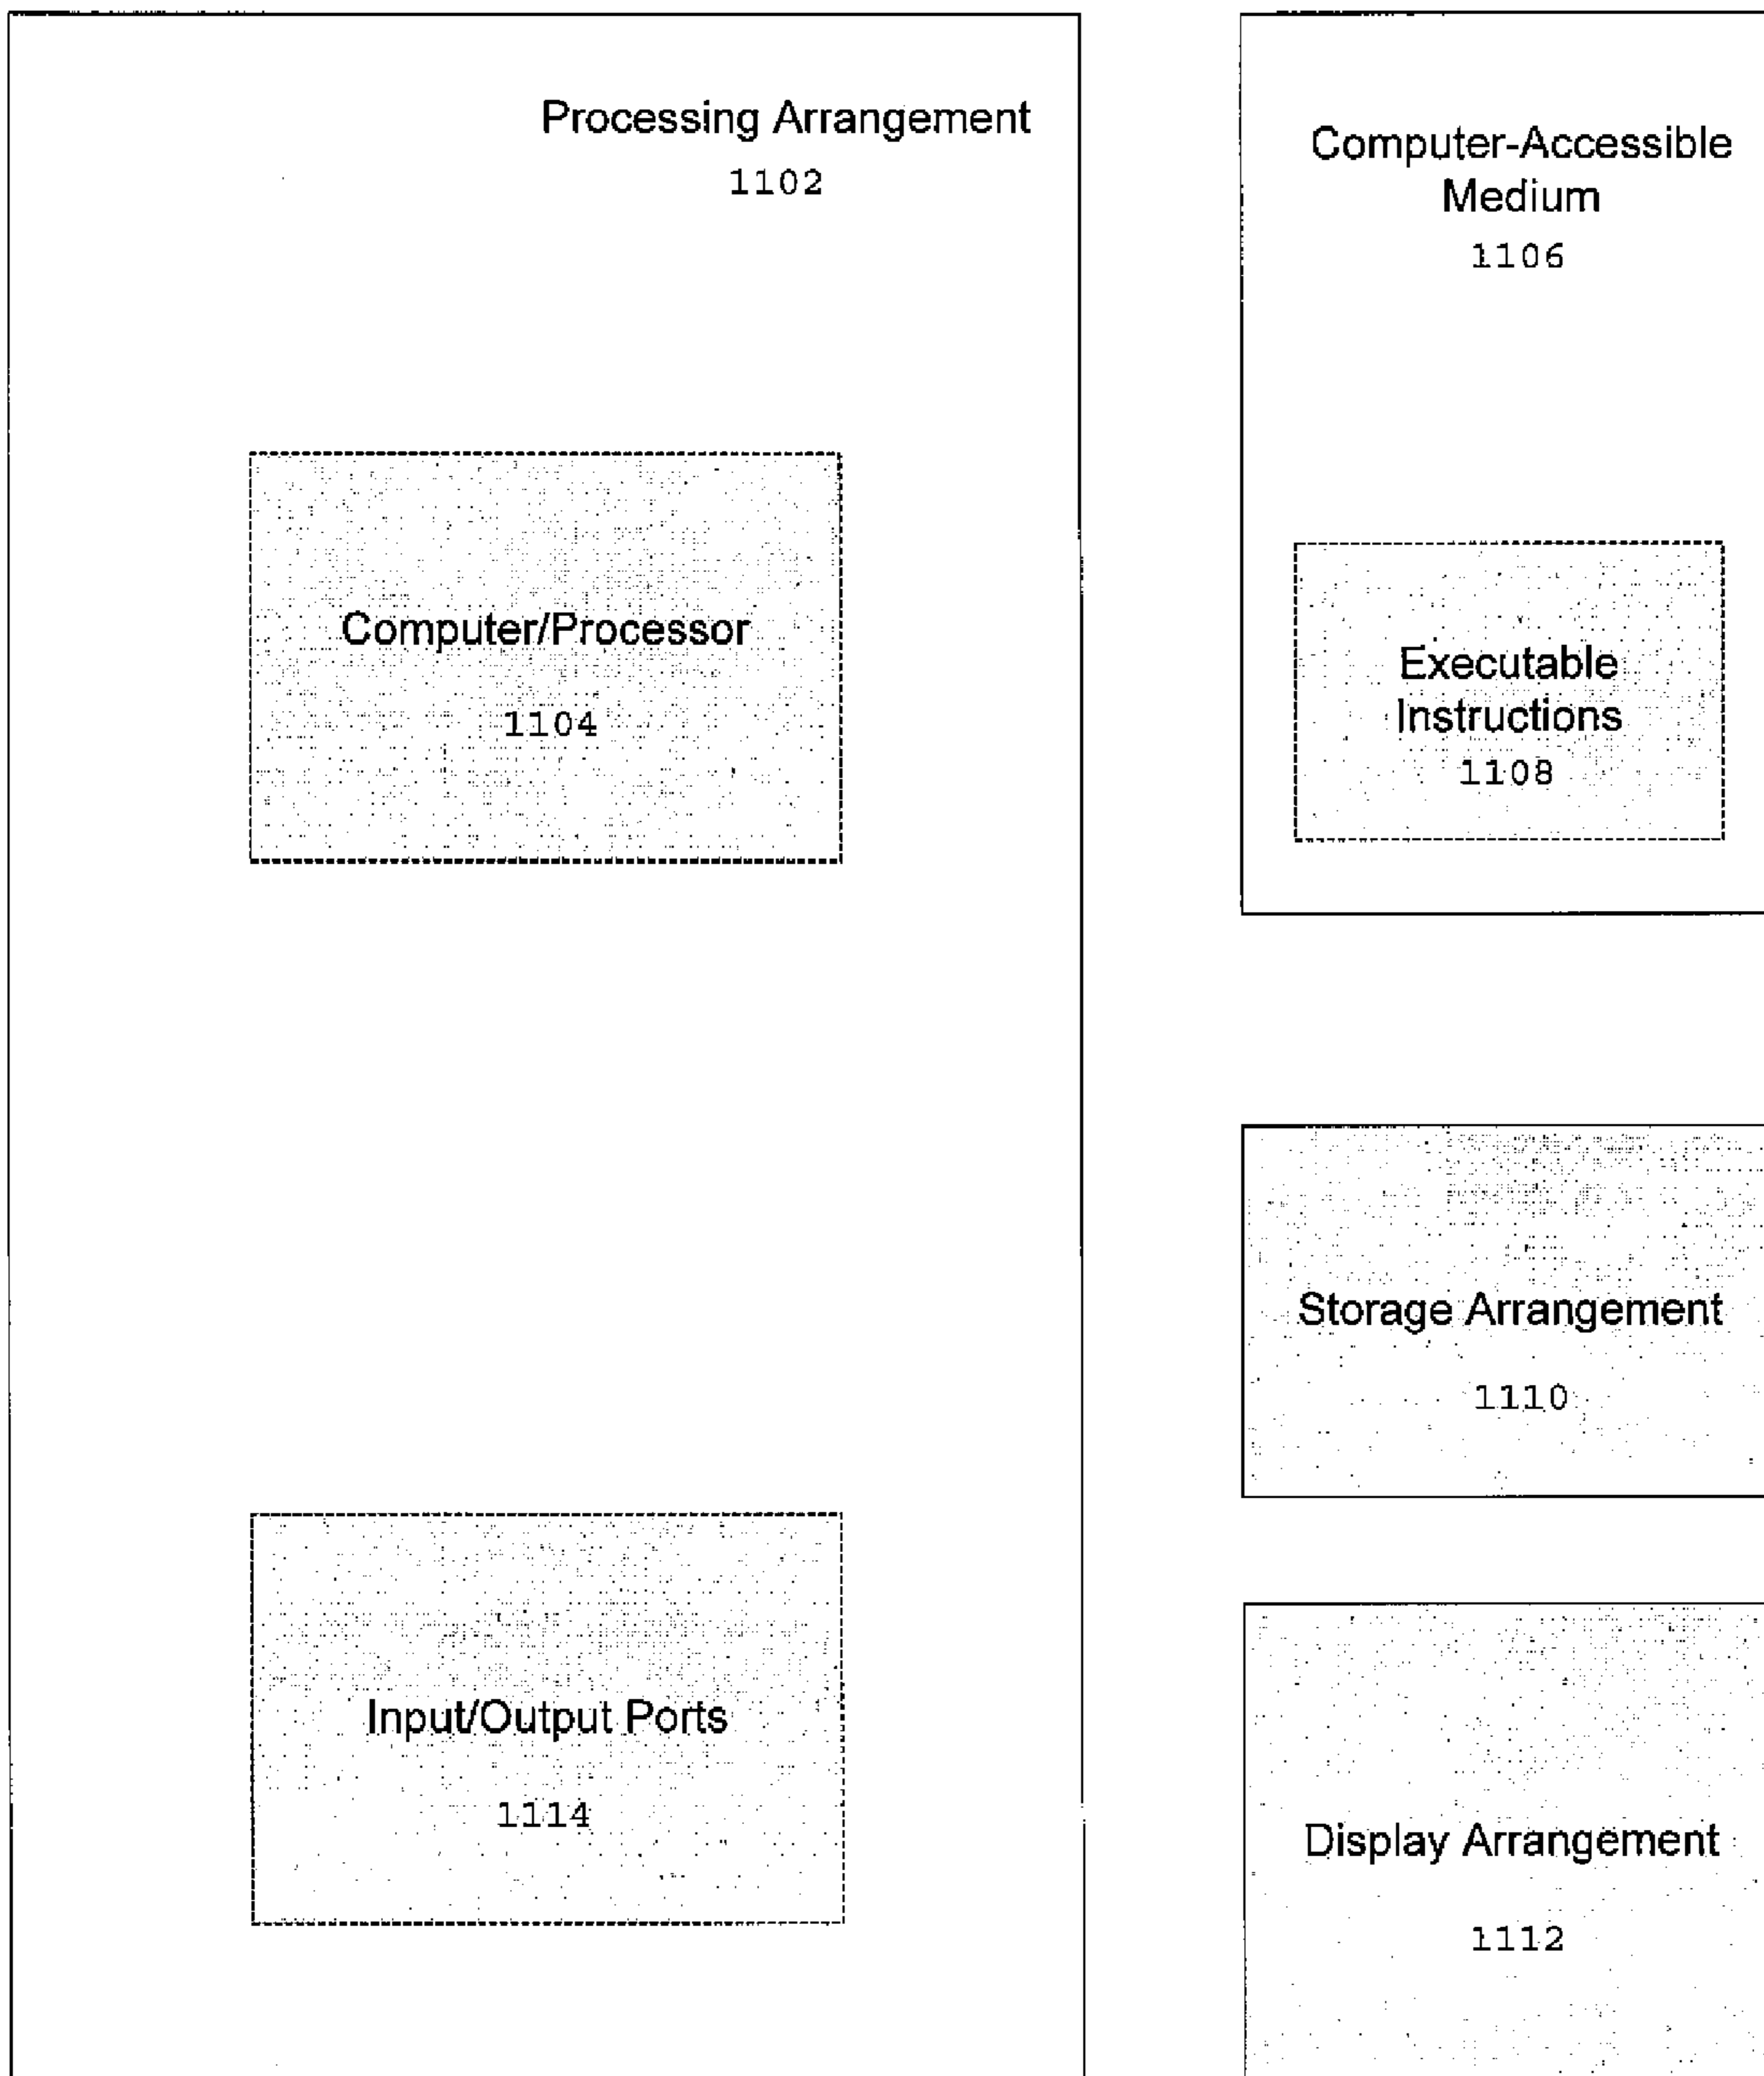 Processing Arrangement
1102
Computer/Processor
1104
Input/Output Ports
1114
Computer-Accessible
Medium
1106
Executable
Instructions
1108
Storage Arrangement
1110
Display Arrangement
1112